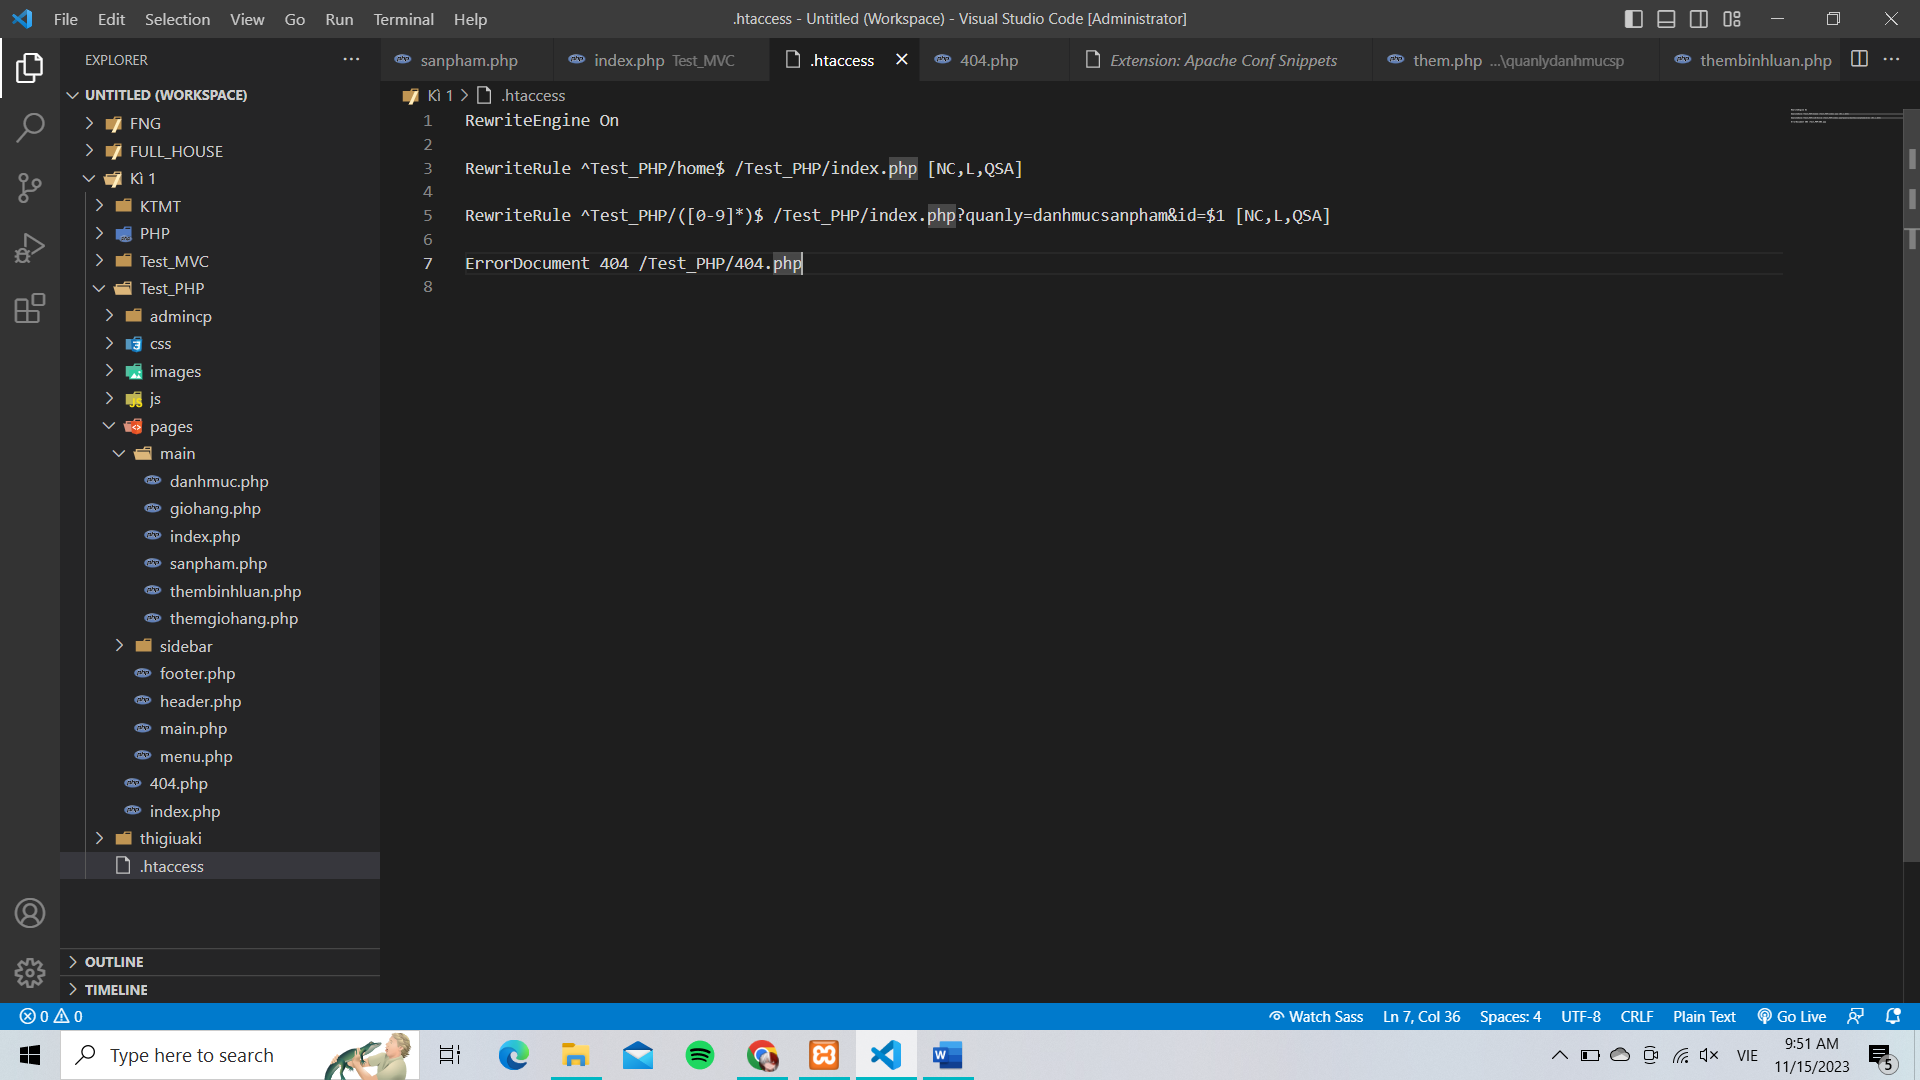 File Edit Selection View Go Run Terminal Help
.htaccess - Untitled (Workspace) - Visual Studio Code [Administrator]
EXPLORER
sanpham.php
index.php Test_MVC
.htaccess
404.php
Extension: Apache Conf Snippets
them.php ...\quanlydanhmucsp
thembinhluan.php
UNTITLED (WORKSPACE)
FNG
FULL_HOUSE
Kì 1
KTMT
PHP
Test_MVC
Test_PHP
admincp
css
images
js
pages
main
danhmuc.php
giohang.php
index.php
sanpham.php
thembinhluan.php
themgiohang.php
sidebar
footer.php
header.php
main.php
menu.php
404.php
index.php
thigiuaki
.htaccess
OUTLINE
TIMELINE
Kì 1 > .htaccess
1 RewriteEngine On
2
3 RewriteRule ^Test_PHP/home$ /Test_PHP/index.php [NC,L,QSA]
4
5 RewriteRule ^Test_PHP/([0-9]*)$ /Test_PHP/index.php?quanly=danhmucsanpham&id=$1 [NC,L,QSA]
6
7 ErrorDocument 404 /Test_PHP/404.php
8
0 0
Watch Sass
Ln 7, Col 36
Spaces: 4
UTF-8
CRLF
Plain Text
Go Live
Type here to search
VIE
9:51 AM
11/15/2023
5